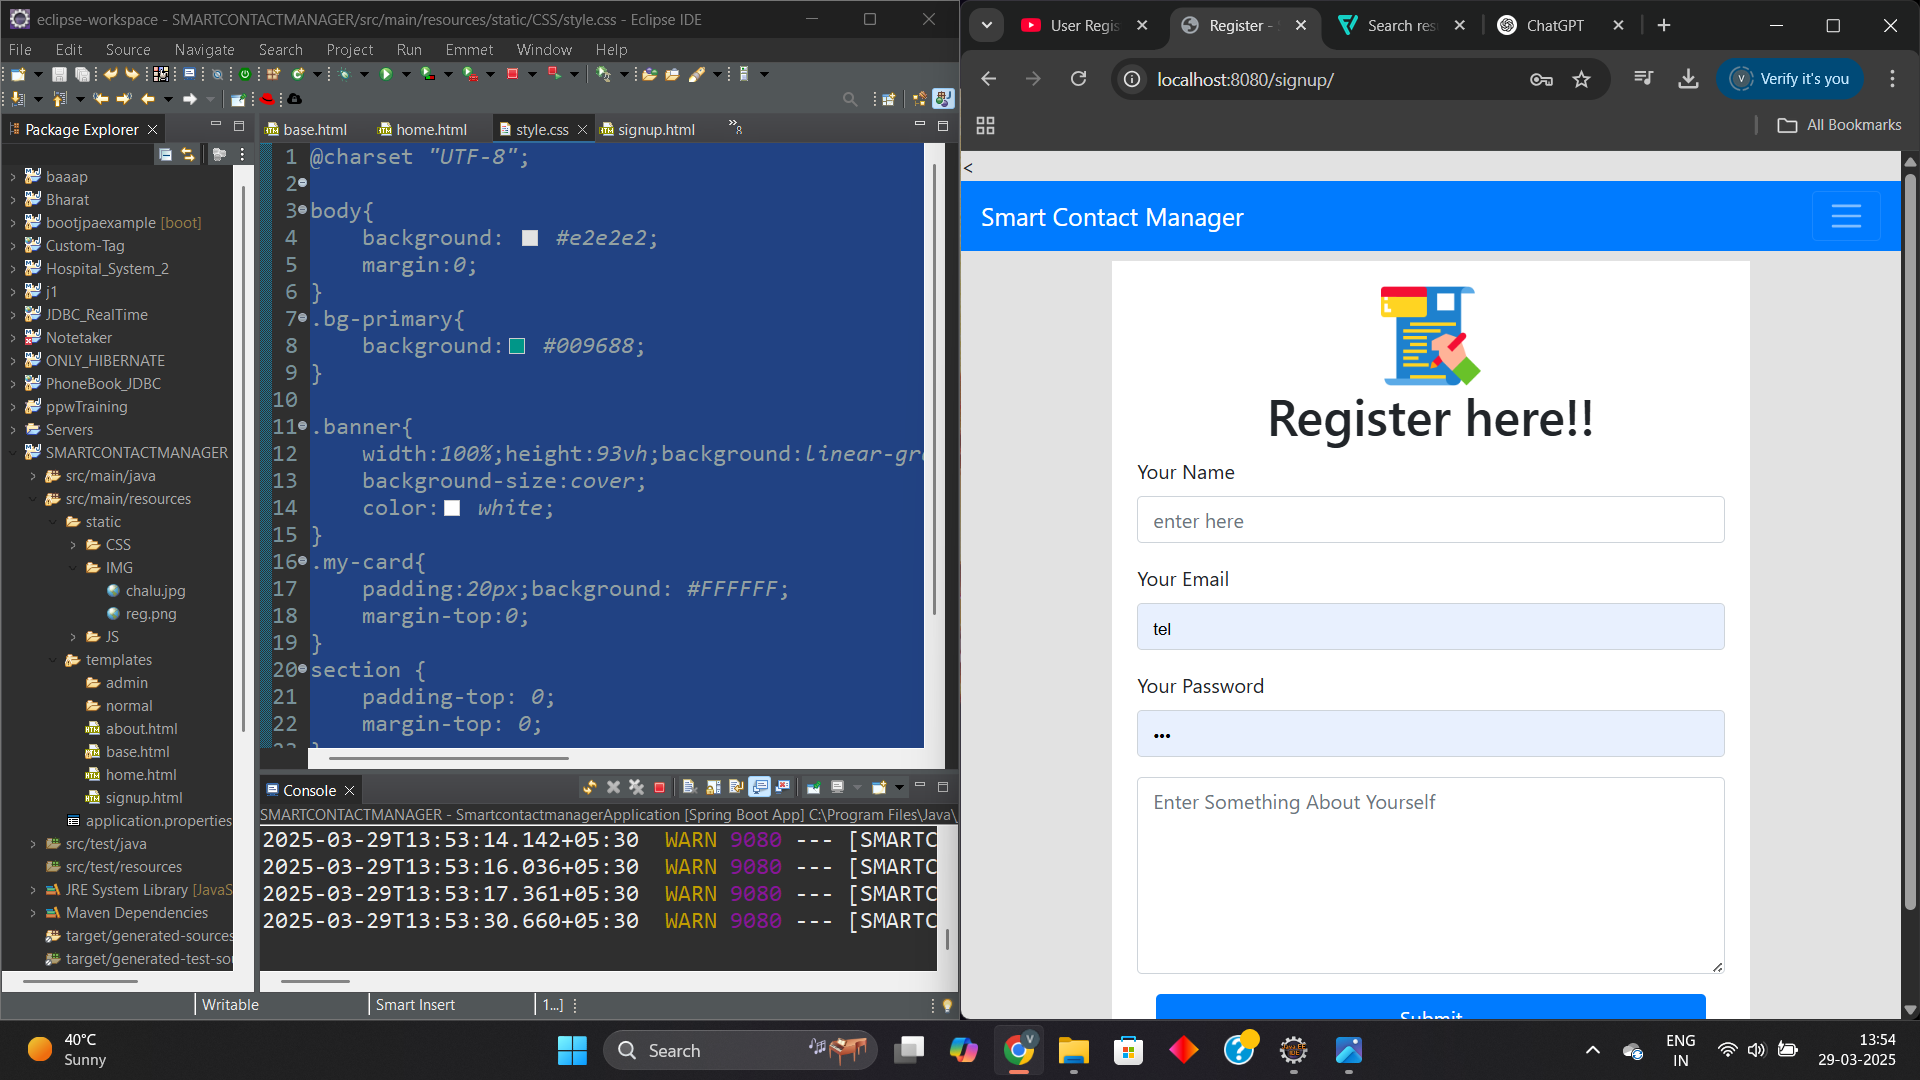 eclipse-workspace - SMARTCONTACTMANAGER/src/main/resources/static/CSS/style.css - Eclipse IDE
File Edit Source Navigate Search Project Run Emmet Window Help
Package Explorer
baaap
Bharat
bootjpaexample [boot]
Custom-Tag
Hospital_System_2
j1
JDBC_RealTime
Notetaker
ONLY_HIBERNATE
PhoneBook_JDBC
ppwTraining
Servers
SMARTCONTACTMANAGER
src/main/java
src/main/resources
static
CSS
IMG
chalu.jpg
reg.png
JS
templates
admin
normal
about.html
base.html
home.html
signup.html
application.properties
src/test/java
src/test/resources
JRE System Library [JavaS
Maven Dependencies
target/generated-sources
target/generated-test-sou
base.html home.html style.css signup.html »8
1 @charset "UTF-8";
2
3 body{
4 background: #e2e2e2;
5 margin:0;
6 }
7 .bg-primary{
8 background: #009688;
9 }
10
11 .banner{
12 width:100%;height:93vh;background:linear-gr
13 background-size:cover;
14 color: white;
15 }
16 .my-card{
17 padding:20px;background: #FFFFFF;
18 margin-top:0;
19 }
20 section {
21 padding-top: 0;
22 margin-top: 0;
Console
SMARTCONTACTMANAGER - SmartcontactmanagerApplication [Spring Boot App] C:\Program Files\Java\
2025-03-29T13:53:14.142+05:30 WARN 9080 --- [SMARTC
2025-03-29T13:53:16.036+05:30 WARN 9080 --- [SMARTC
2025-03-29T13:53:17.361+05:30 WARN 9080 --- [SMARTC
2025-03-29T13:53:30.660+05:30 WARN 9080 --- [SMARTC
Writable Smart Insert 1...]
User Regis Register - Search res ChatGPT
localhost:8080/signup/
V Verify it's you
All Bookmarks
<
Smart Contact Manager
Register here!!
Your Name
enter here
Your Email
tel
Your Password
•••
Enter Something About Yourself
Submit
40°C
Sunny
Search
ENG
IN
13:54
29-03-2025